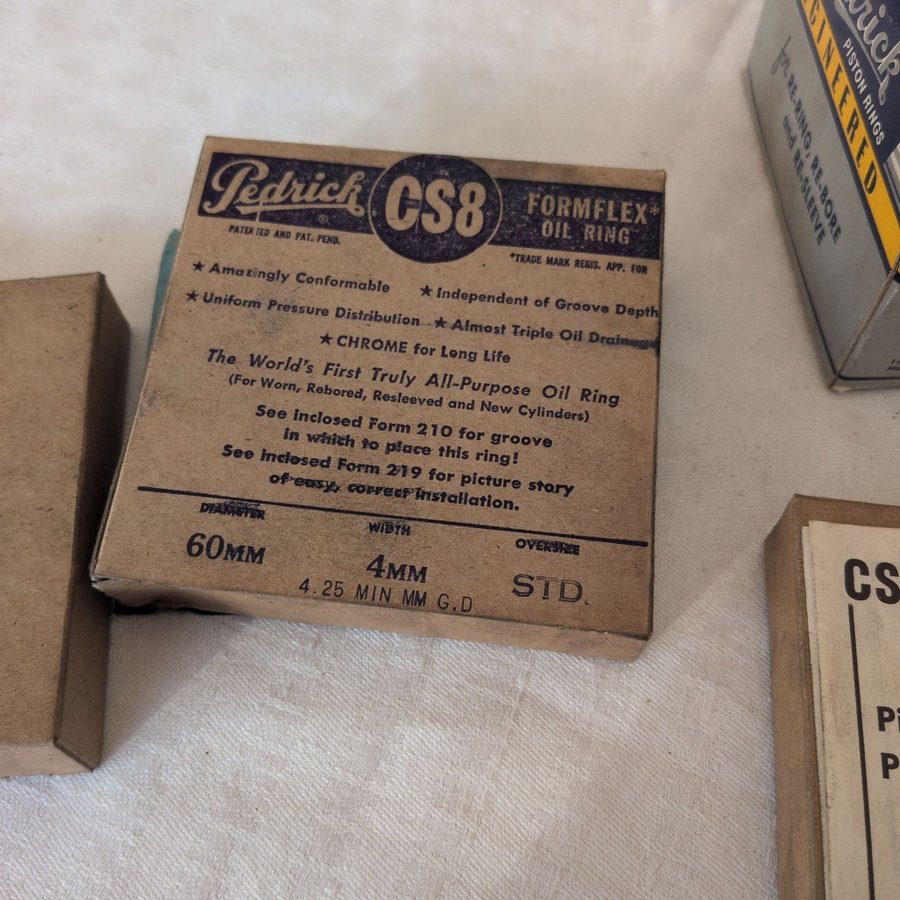 Pedrick ®
CS8
FORMFLEX*
OIL RING
PATENTED AND PAT. PEND.
*TRADE MARK REGIS. APP. FOR
★ Amazingly Conformable ★ Independent of Groove Depth
★ Uniform Pressure Distribution ★ Almost Triple Oil Drainage
★ CHROME for Long Life
The World's First Truly All-Purpose Oil Ring
(For Worn, Rebored, Resleeved and New Cylinders)
See inclosed Form 210 for groove
in which to place this ring!
See inclosed Form 219 for picture story
of easy, correct installation.
DIAMETER WIDTH OVERSIZE
60MM 4MM STD.
4.25 MIN MM G.D
drick
PISTON RINGS
GINEERED
for RE-RING, RE-BORE
and RE-SLEEVE
CS
Pi
P